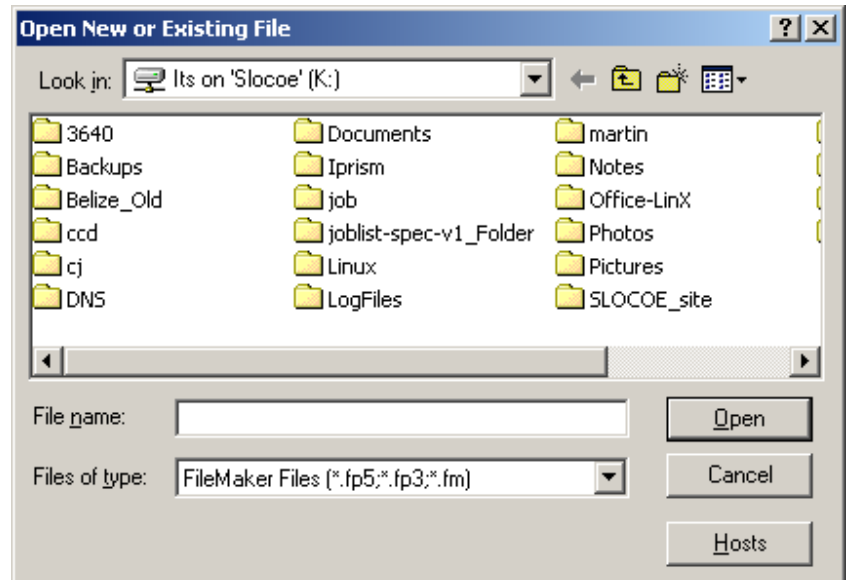 Open New or Existing File
Look in: Its on 'Slocoe' (K:)
3640 Documents martin
Backups Iprism Notes
Belize_Old job Office-LinX
ccd joblist-spec-v1_Folder Photos
cj Linux Pictures
DNS LogFiles SLOCOE_site
File name: Open
Files of type: FileMaker Files (*.fp5;*.fp3;*.fm) Cancel
Hosts